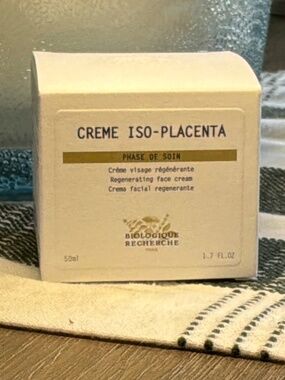 CREME ISO-PLACENTA
PHASE DE SOIN
Crème visage régénérante
Regenerating face cream
Crema facial regenerante
BIOLOGIQUE
RECHERCHE
PARIS
50ml
1.7 FL.OZ